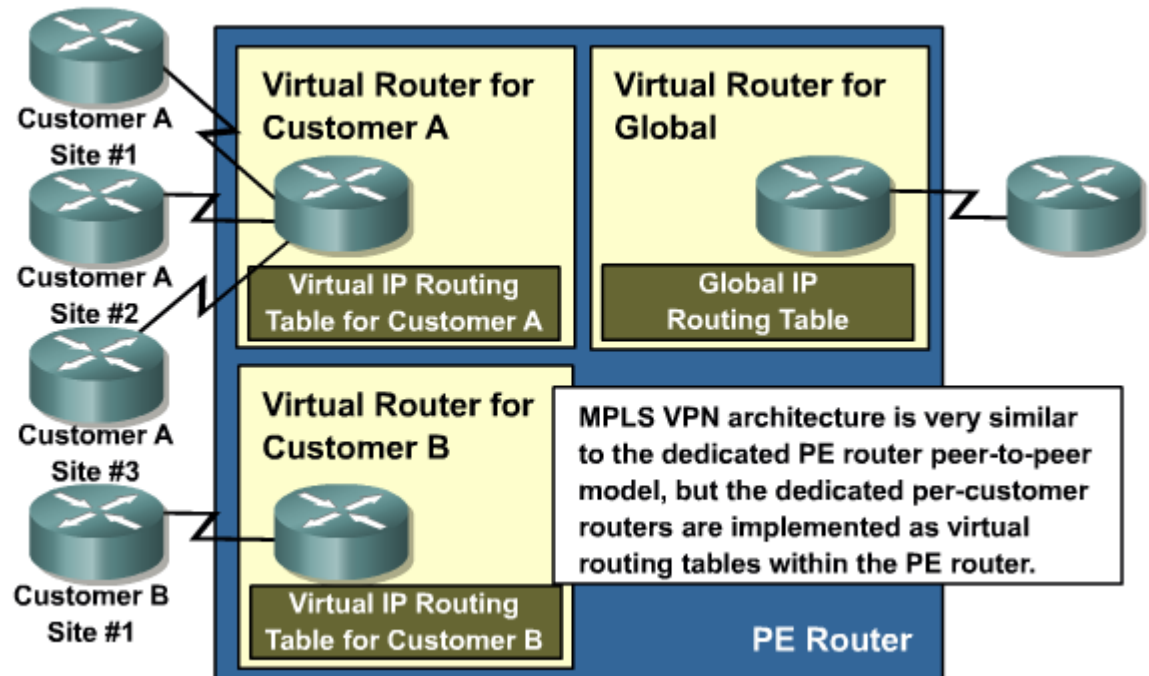 Customer A
Site #1
Customer A
Site #2
Customer A
Site #3
Customer B
Site #1
Virtual Router for
Customer A
Virtual IP Routing
Table for Customer A
Virtual Router for
Global
Global IP
Routing Table
Virtual Router for
Customer B
Virtual IP Routing
Table for Customer B
MPLS VPN architecture is very similar
to the dedicated PE router peer-to-peer
model, but the dedicated per-customer
routers are implemented as virtual
routing tables within the PE router.
PE Router